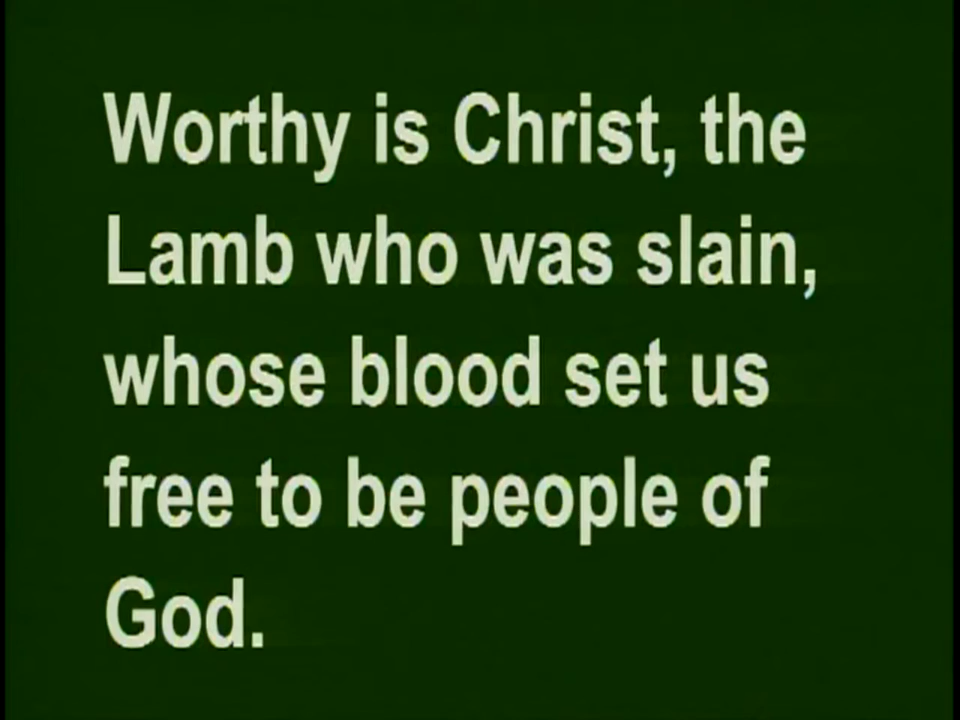 Worthy is Christ, the
Lamb who was slain,
whose blood set us
free to be people of
God.